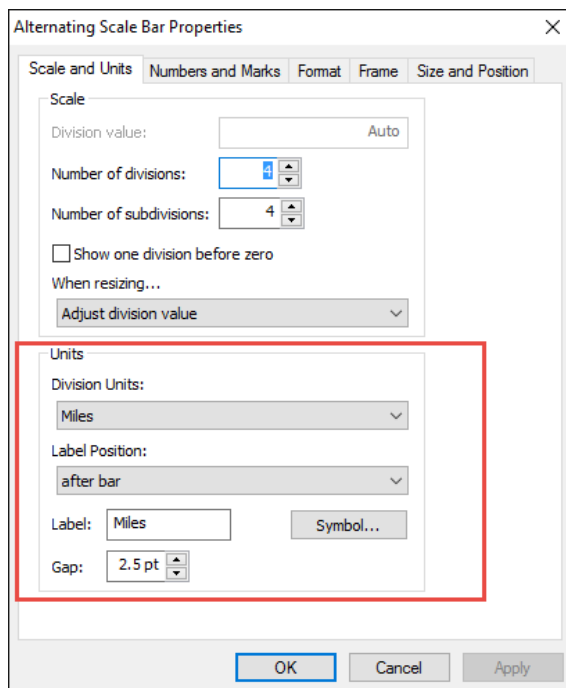 Alternating Scale Bar Properties
Scale and Units Numbers and Marks Format Frame Size and Position
Scale
Division value: Auto
Number of divisions: 4
Number of subdivisions: 4
Show one division before zero
When resizing...
Adjust division value
Units
Division Units:
Miles
Label Position:
after bar
Label: Miles Symbol...
Gap: 2.5 pt
OK Cancel Apply